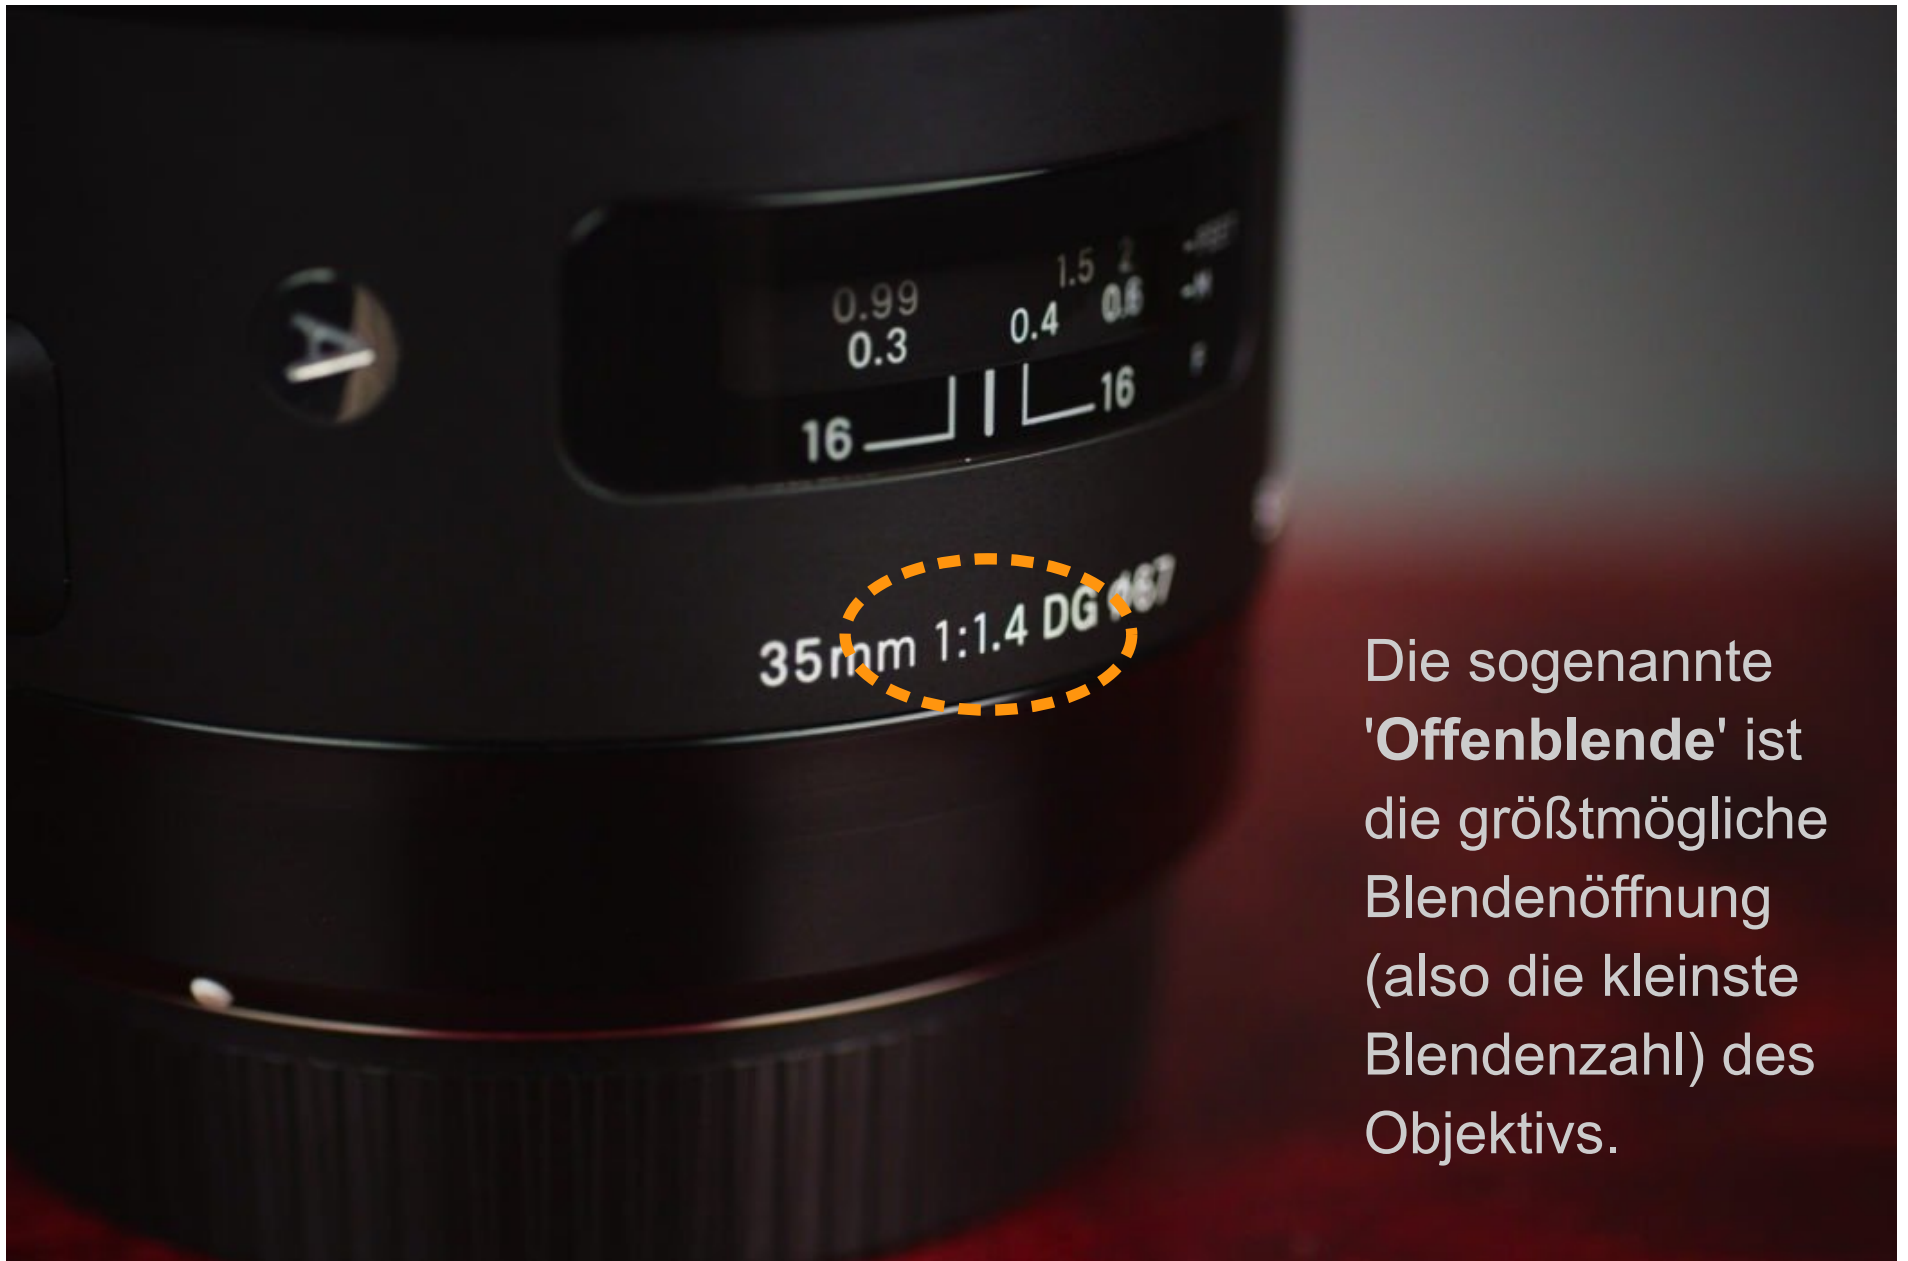 A
0.99 1.5 2
0.3 0.4
16 16
35mm 1:1.4 DG
Die sogenannte
'Offenblende' ist
die größtmögliche
Blendenöffnung
(also die kleinste
Blendenzahl) des
Objektivs.